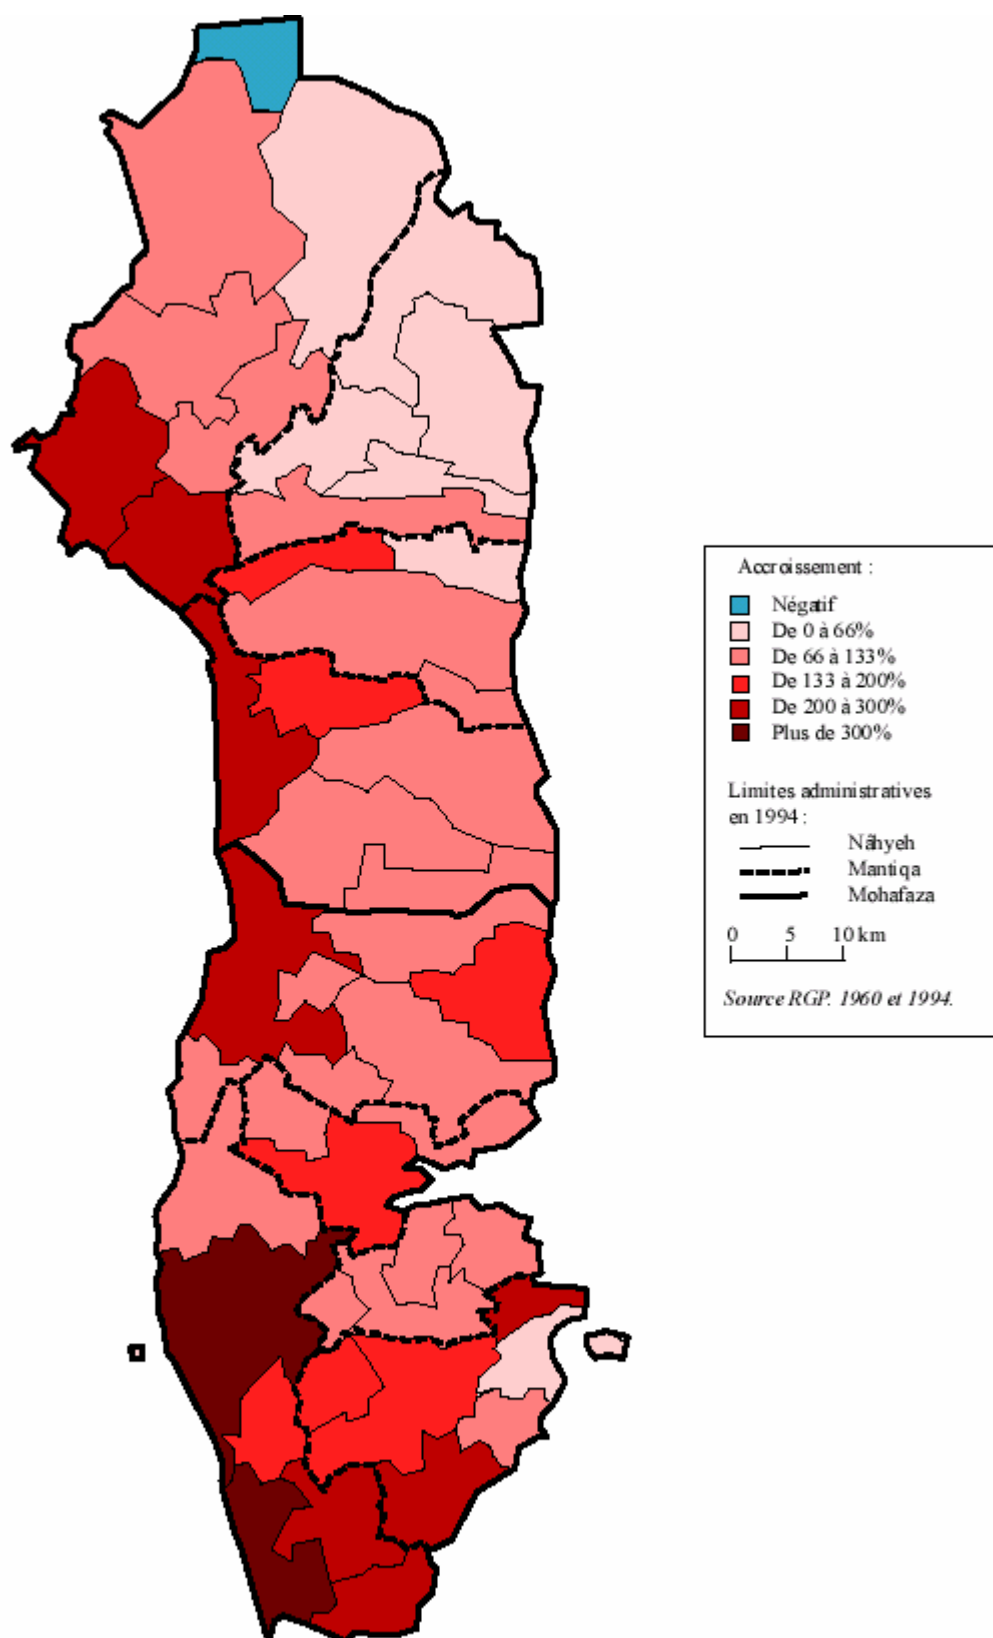 Accroissement :
Négatif
De 0 à 66%
De 66 à 133%
De 133 à 200%
De 200 à 300%
Plus de 300%
Limites administratives
en 1994 :
Nâhyeh
Mantiqa
Mohafaza
0 5 10 km
Source RGP. 1960 et 1994.